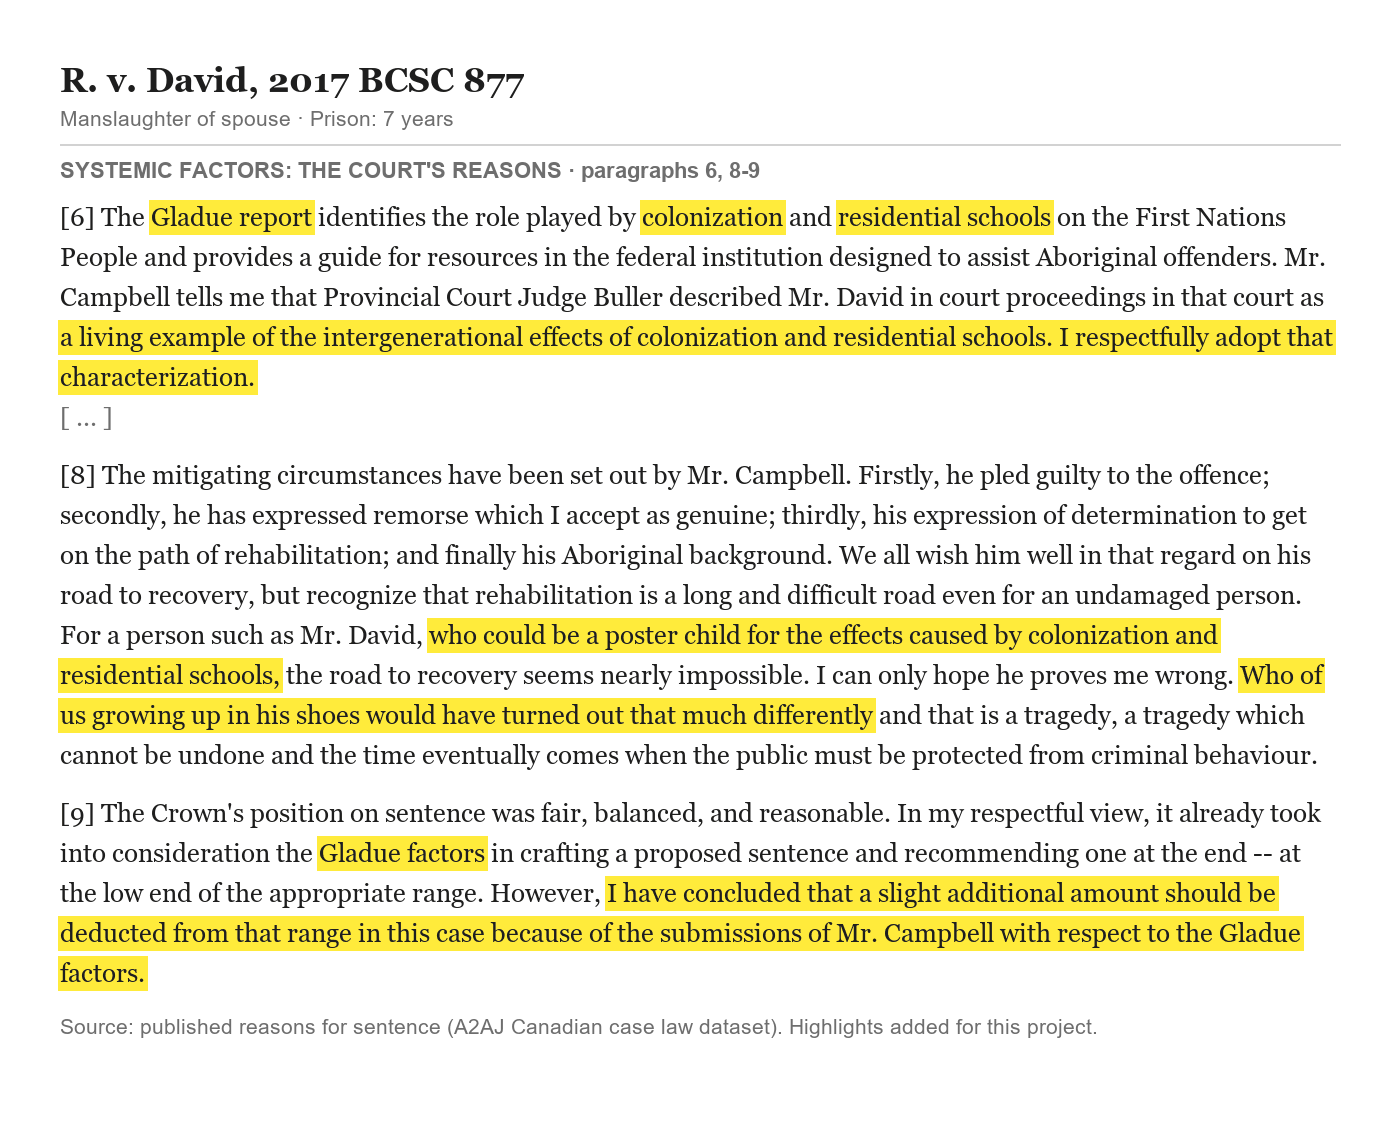 R. v. David, 2017 BCSC 877
Manslaughter of spouse · Prison: 7 years
SYSTEMIC FACTORS: THE COURT'S REASONS · paragraphs 6, 8-9
[6] The Gladue report identifies the role played by colonization and residential schools on the First Nations
People and provides a guide for resources in the federal institution designed to assist Aboriginal offenders. Mr.
Campbell tells me that Provincial Court Judge Buller described Mr. David in court proceedings in that court as
a living example of the intergenerational effects of colonization and residential schools. I respectfully adopt that
characterization.
[ ... ]
[8] The mitigating circumstances have been set out by Mr. Campbell. Firstly, he pled guilty to the offence;
secondly, he has expressed remorse which I accept as genuine; thirdly, his expression of determination to get
on the path of rehabilitation; and finally his Aboriginal background. We all wish him well in that regard on his
road to recovery, but recognize that rehabilitation is a long and difficult road even for an undamaged person.
For a person such as Mr. David, who could be a poster child for the effects caused by colonization and
residential schools, the road to recovery seems nearly impossible. I can only hope he proves me wrong. Who of
us growing up in his shoes would have turned out that much differently and that is a tragedy, a tragedy which
cannot be undone and the time eventually comes when the public must be protected from criminal behaviour.
[9] The Crown's position on sentence was fair, balanced, and reasonable. In my respectful view, it already took
into consideration the Gladue factors in crafting a proposed sentence and recommending one at the end -- at
the low end of the appropriate range. However, I have concluded that a slight additional amount should be
deducted from that range in this case because of the submissions of Mr. Campbell with respect to the Gladue
factors.
Source: published reasons for sentence (A2AJ Canadian case law dataset). Highlights added for this project.